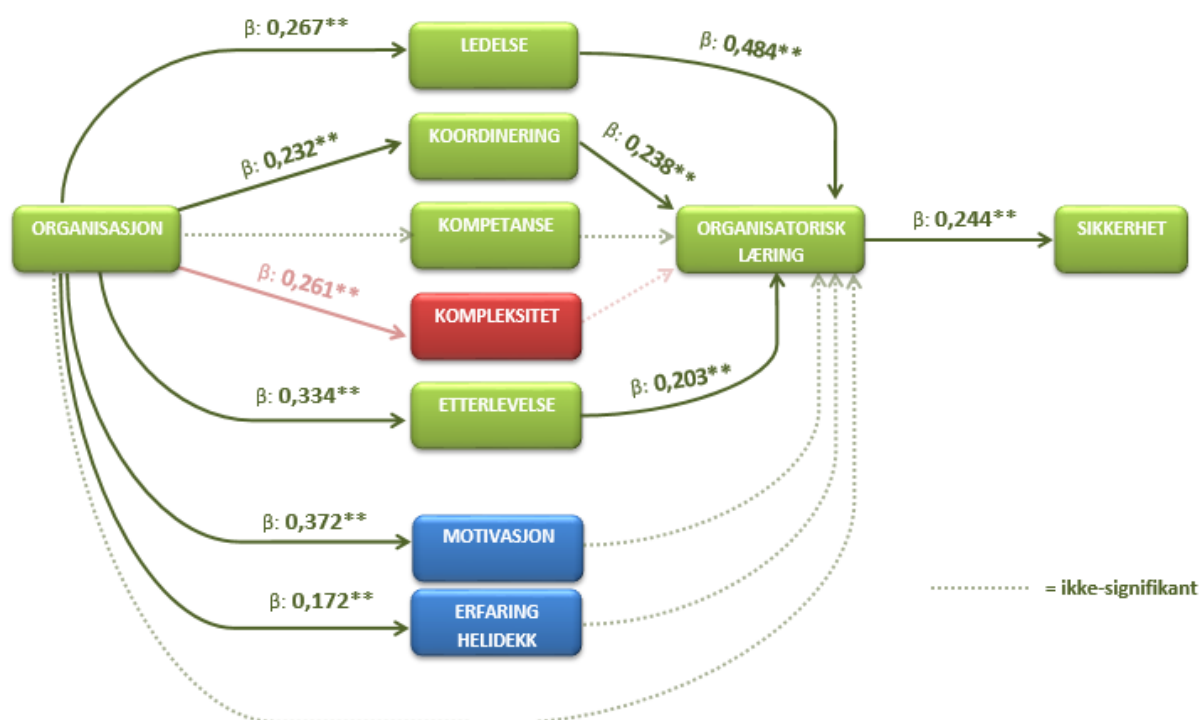 β: 0,267**
LEDELSE
β: 0,484**
β: 0,232**
KOORDINERING
β: 0,238**
ORGANISASJON
KOMPETANSE
ORGANISATORISK
LÆRING
β: 0,244**
SIKKERHET
β: 0,261**
KOMPLEKSITET
β: 0,334**
ETTERLEVELSE
β: 0,203**
β: 0,372**
MOTIVASJON
β: 0,172**
ERFARING
HELIDEKK
= ikke-signifikant